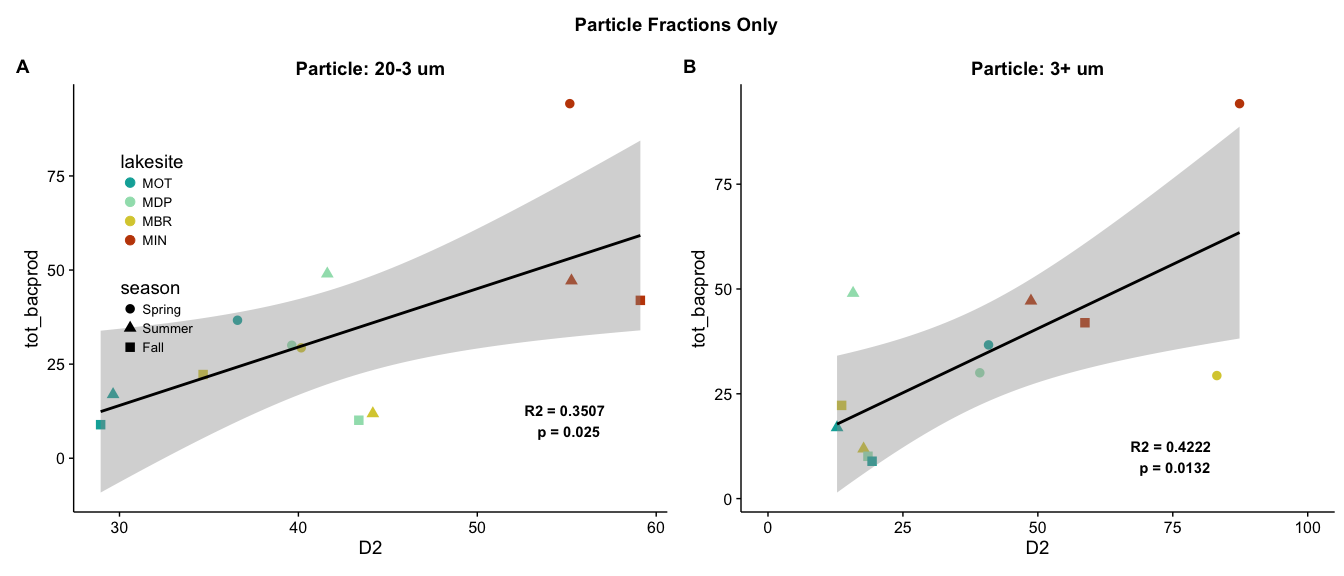 Particle Fractions Only
A
Particle: 20-3 um
tot_bacprod
75
50
25
0
lakesite
MOT
MDP
MBR
MIN
season
Spring
Summer
Fall
R2 = 0.3507
p = 0.025
30 40 50 60
D2
B
Particle: 3+ um
tot_bacprod
75
50
25
0
R2 = 0.4222
p = 0.0132
0 25 50 75 100
D2